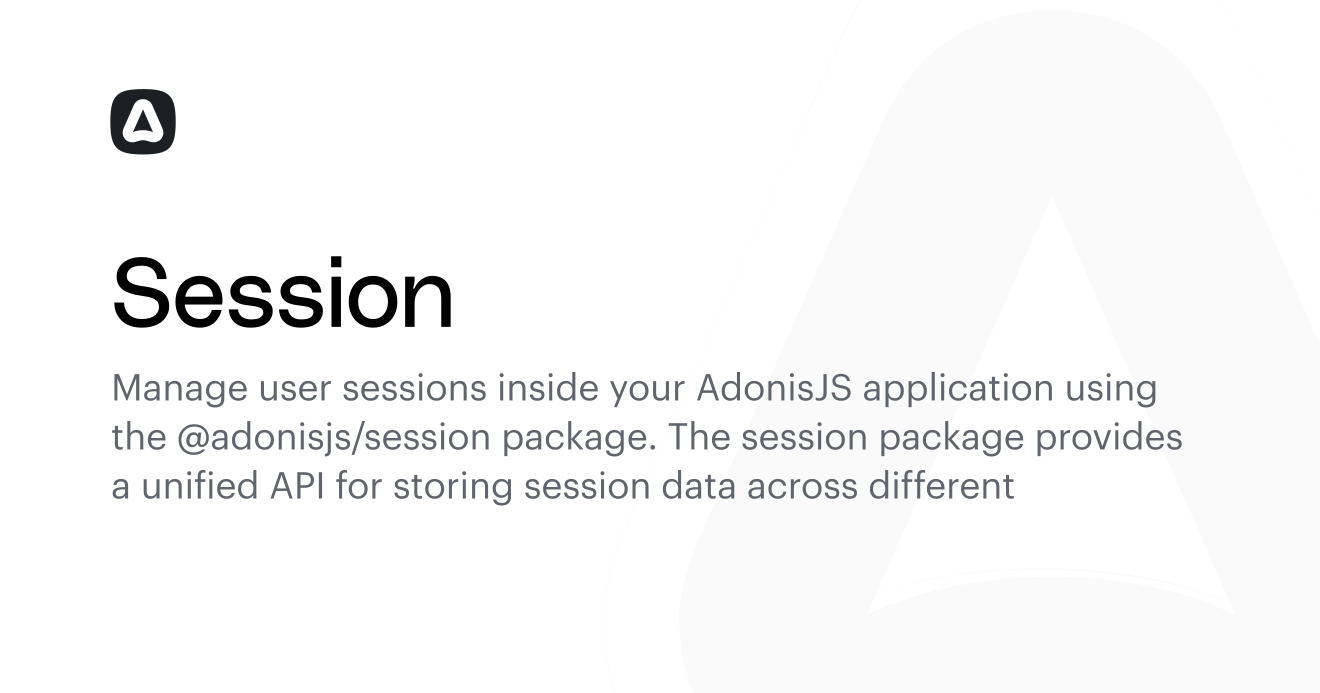 Session
Manage user sessions inside your AdonisJS application using
the @adonisjs/session package. The session package provides
a unified API for storing session data across different